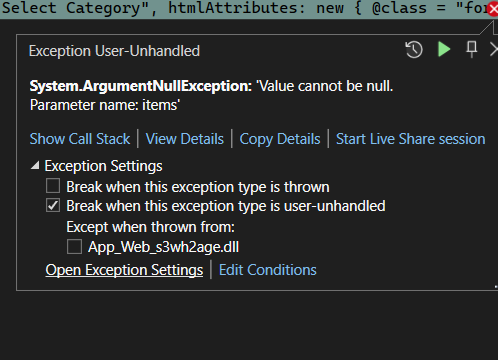 Select Category", htmlAttributes: new { @class = "for
Exception User-Unhandled
System.ArgumentNullException: 'Value cannot be null.
Parameter name: items'
Show Call Stack | View Details | Copy Details | Start Live Share session
Exception Settings
Break when this exception type is thrown
Break when this exception type is user-unhandled
Except when thrown from:
App_Web_s3wh2age.dll
Open Exception Settings | Edit Conditions